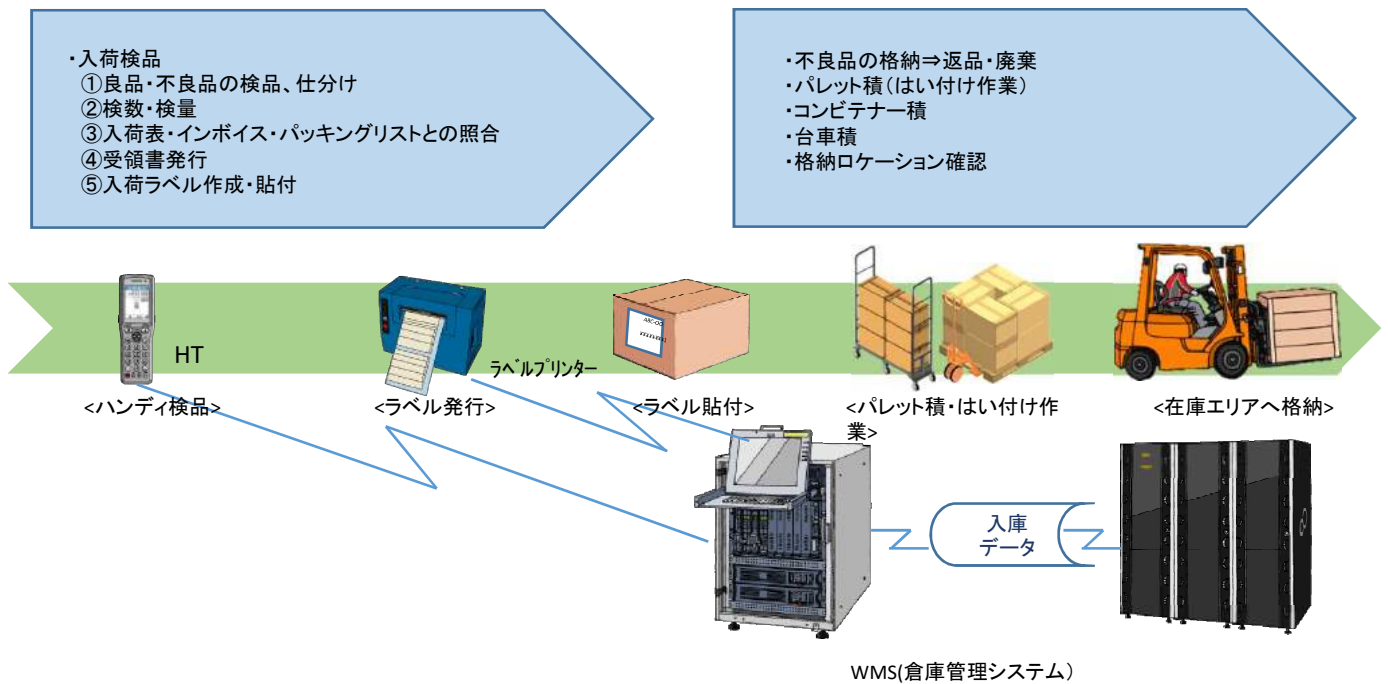 ・入荷検品
①良品・不良品の検品、仕分け
②検数・検量
③入荷表・インボイス・パッキングリストとの照合
④受領書発行
⑤入荷ラベル作成・貼付
・不良品の格納⇒返品・廃棄
・パレット積(はい付け作業)
・コンビテナー積
・台車積
・格納ロケーション確認
HT
ラベルプリンター
<ハンディ検品>
<ラベル発行>
<ラベル貼付>
<パレット積・はい付け作
業>
<在庫エリアへ格納>
入庫
データ
WMS(倉庫管理システム)